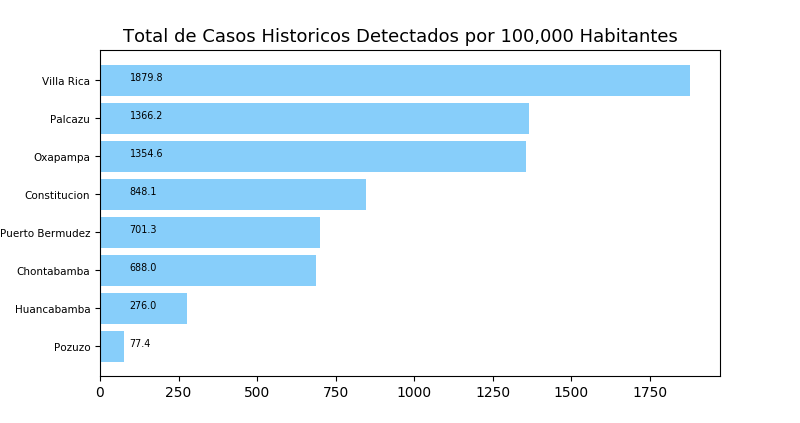 Total de Casos Historicos Detectados por 100,000 Habitantes
Villa Rica 1879.8
Palcazu 1366.2
Oxapampa 1354.6
Constitucion 848.1
Puerto Bermudez 701.3
Chontabamba 688.0
Huancabamba 276.0
Pozuzo 77.4
0 250 500 750 1000 1250 1500 1750